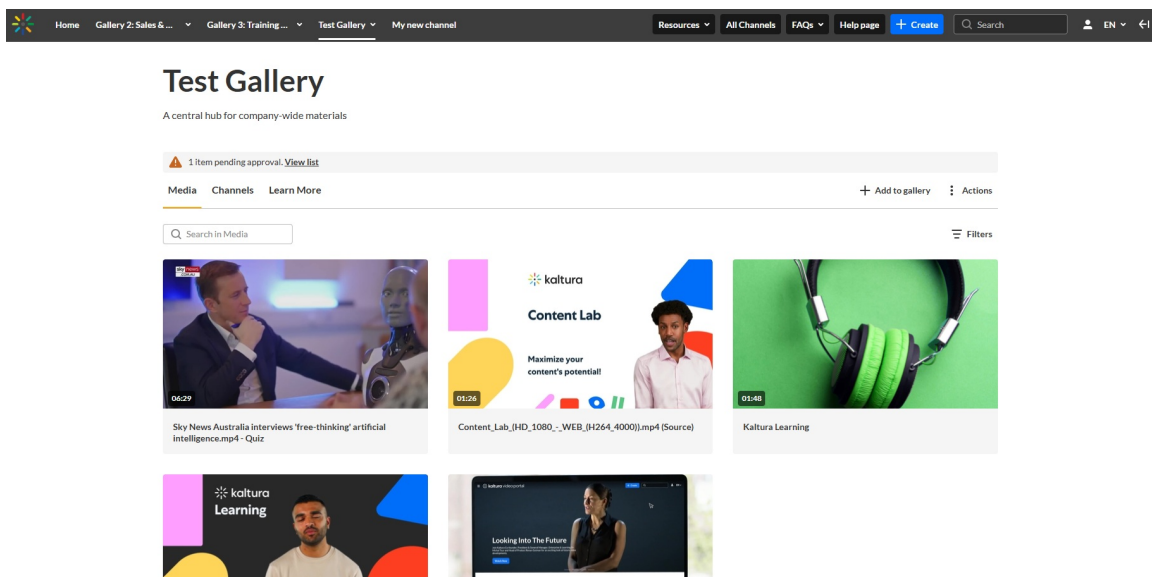 Home Gallery 2: Sales & ... Gallery 3: Training ... Test Gallery My new channel Resources All Channels FAQs Help page + Create Search EN
Test Gallery
A central hub for company-wide materials
1 item pending approval. View list
Media Channels Learn More + Add to gallery Actions
Search in Media Filters
sky news
06:29
Sky News Australia interviews 'free-thinking' artificial
intelligence.mp4 - Quiz
kaltura
Content Lab
Maximize your
content's potential!
01:26
Content_Lab_(HD_1080_-_WEB_(H264_4000)).mp4 (Source)
01:48
Kaltura Learning
kaltura
Learning
kaltura videoportal
Looking Into The Future